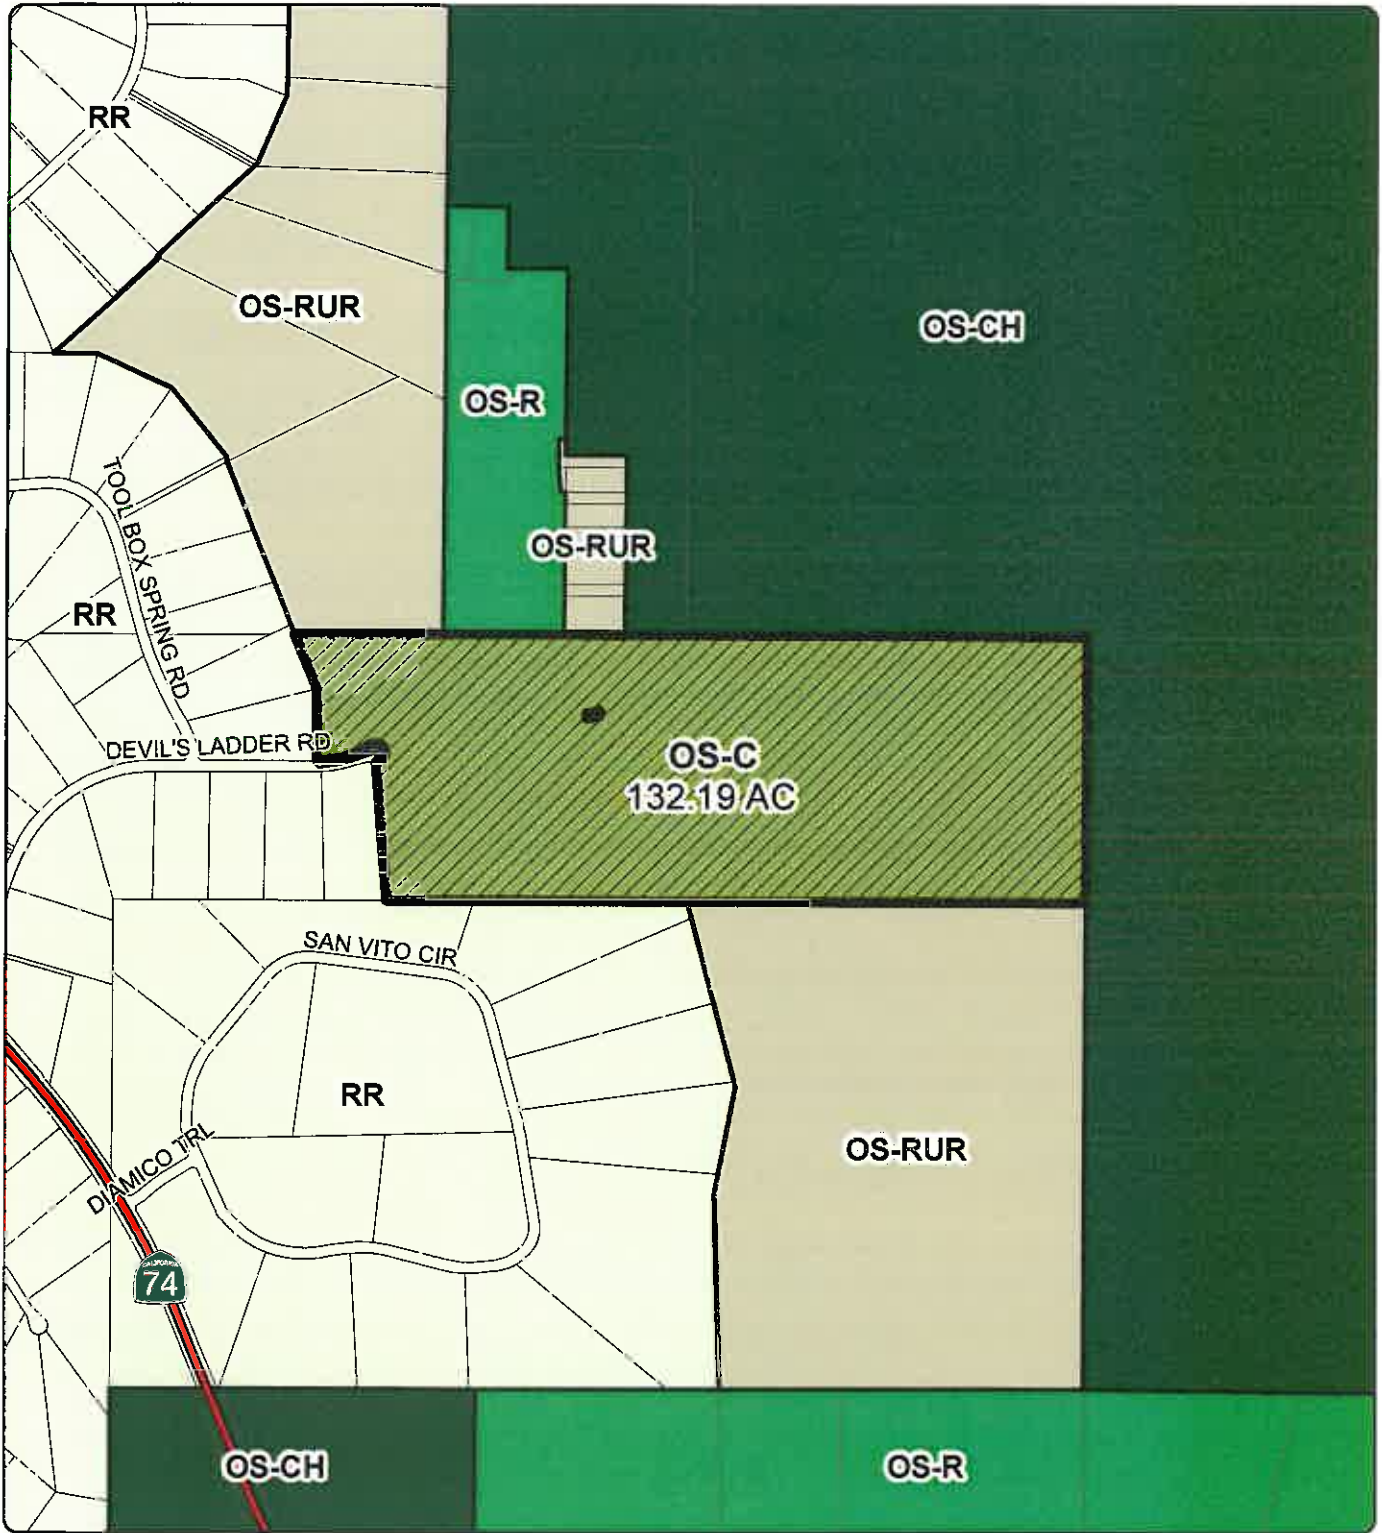 RR
OS-RUR
OS-CH
OS-R
TOOL BOX SPRING RD
OS-RUR
RR
DEVIL'S LADDER RD
OS-C
132.19 AC
SAN VITO CIR
RR
DIAMICO TRL
OS-RUR
CALIFORNIA
74
OS-CH
OS-R